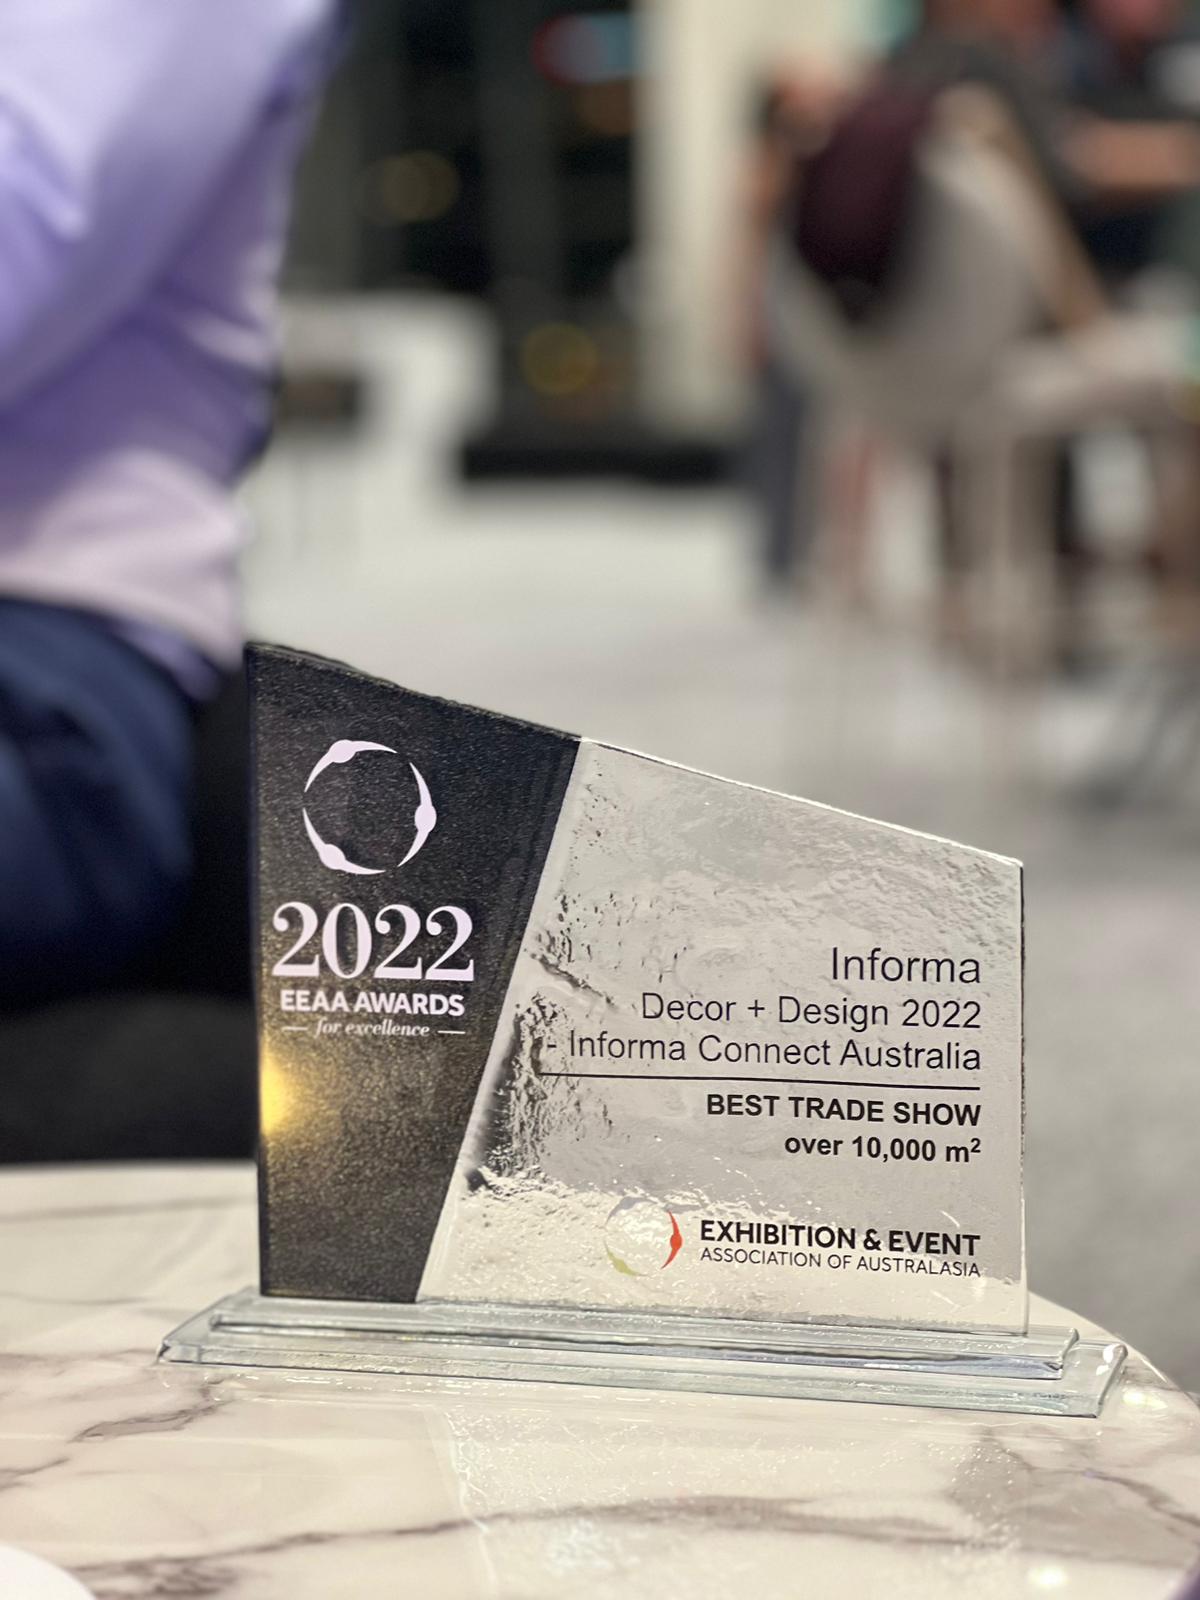 2022
EEAA AWARDS
for excellence
Informa
Decor + Design 2022
- Informa Connect Australia
BEST TRADE SHOW
over 10,000 m²
EXHIBITION & EVENT
ASSOCIATION OF AUSTRALASIA